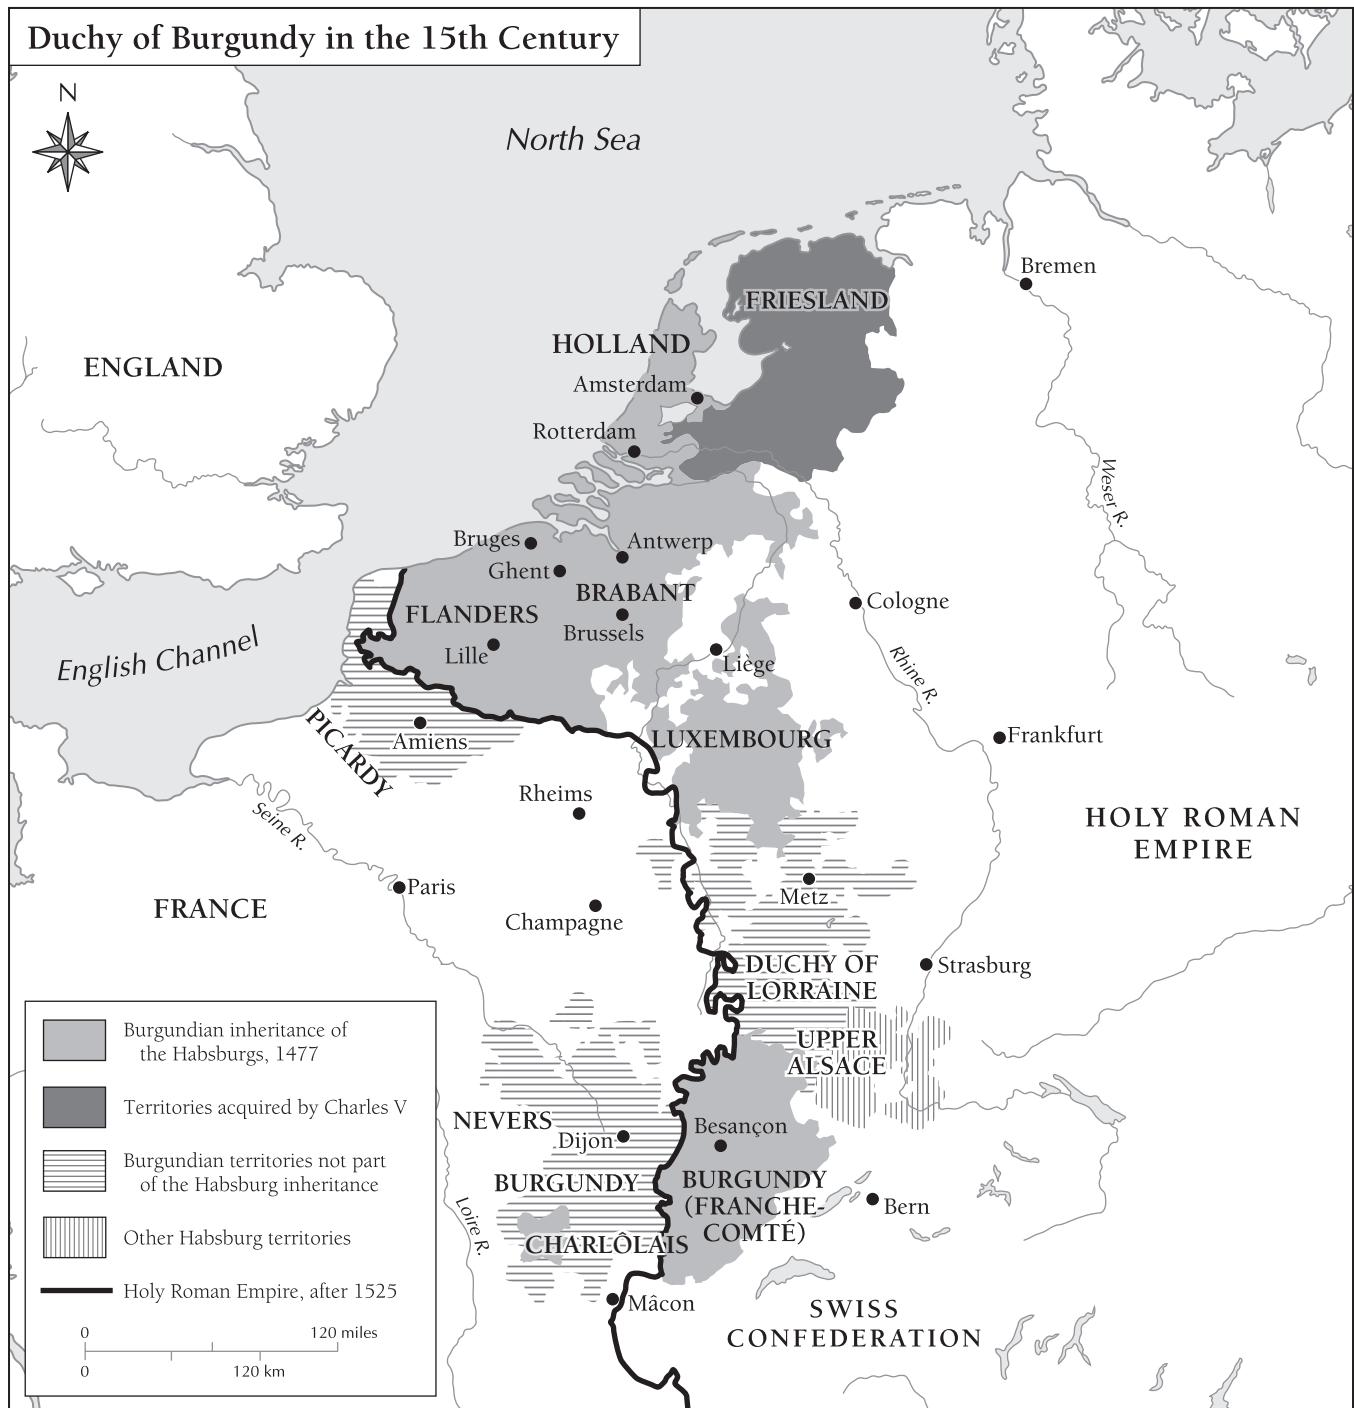 Duchy of Burgundy in the 15th Century
N
North Sea
Bremen
FRIESLAND
HOLLAND
ENGLAND
Amsterdam
Rotterdam
Weser R.
Bruges
Antwerp
Ghent
BRABANT
Cologne
FLANDERS
Brussels
English Channel
Lille
Liège
Rhine R.
PICARDY
Amiens
LUXEMBOURG
Frankfurt
Rheims
Seine R.
HOLY ROMAN
EMPIRE
Paris
Metz
FRANCE
Champagne
DUCHY OF
LORRAINE
Strasburg
UPPER
ALSACE
NEVERS
Dijon
Besançon
BURGUNDY
BURGUNDY
(FRANCHE-
COMTÉ)
Bern
Loire R.
CHARLÔLAIS
Mâcon
SWISS
CONFEDERATION
Burgundian inheritance of
the Habsburgs, 1477
Territories acquired by Charles V
Burgundian territories not part
of the Habsburg inheritance
Other Habsburg territories
Holy Roman Empire, after 1525
0
120 miles
0
120 km